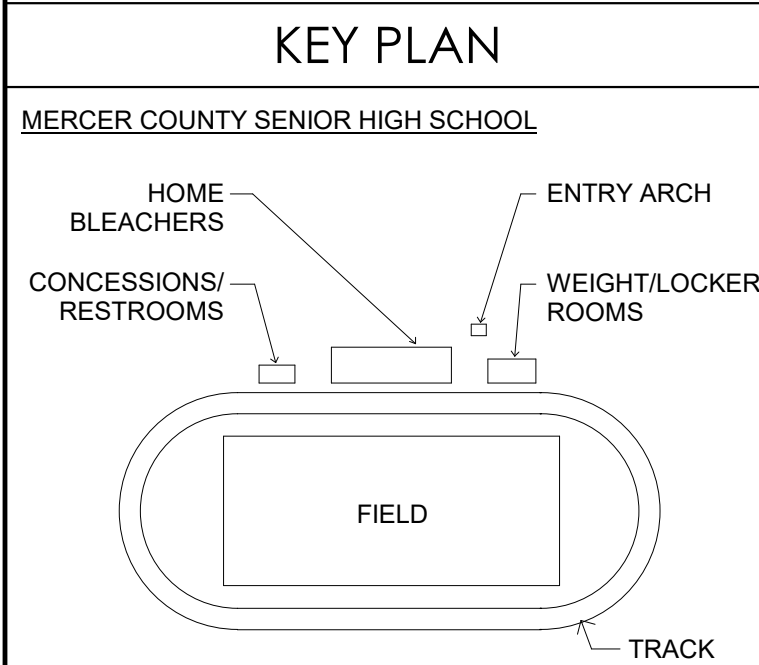 KEY PLAN
MERCER COUNTY SENIOR HIGH SCHOOL
HOME
BLEACHERS
ENTRY ARCH
CONCESSIONS/
RESTROOMS
WEIGHT/LOCKER
ROOMS
FIELD
TRACK